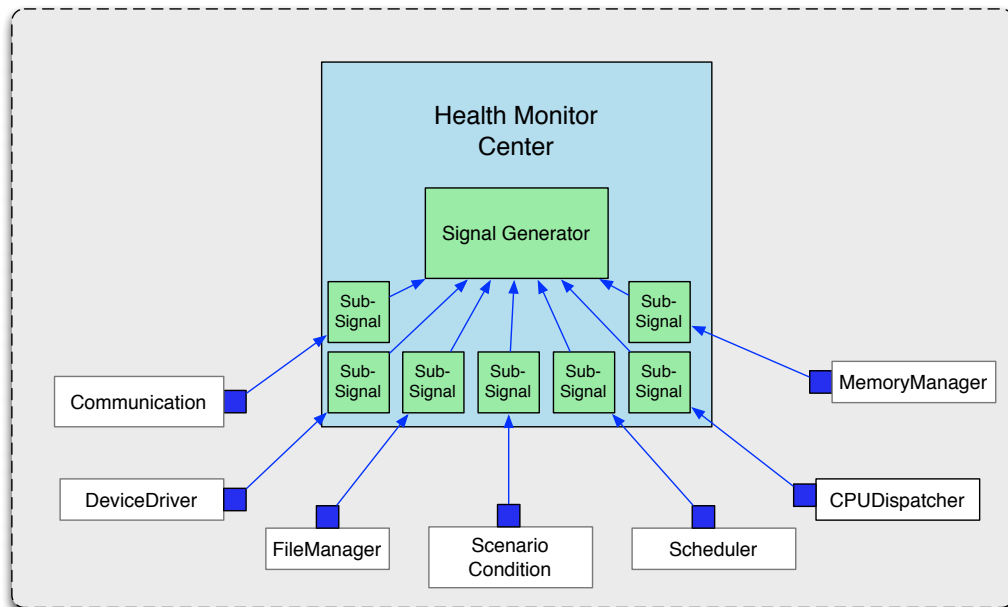 Health Monitor
Center
Signal Generator
Sub-
Signal
Sub-
Signal
Sub-
Signal
Sub-
Signal
Sub-
Signal
Sub-
Signal
Sub-
Signal
Communication
MemoryManager
DeviceDriver
CPUDispatcher
FileManager
Scenario
Condition
Scheduler